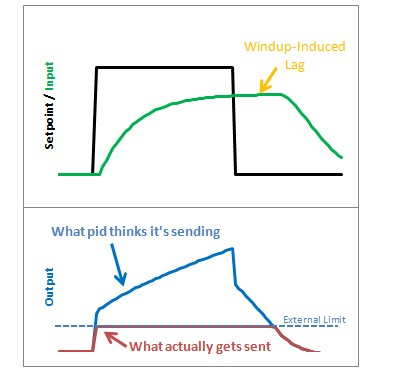 Windup-Induced
Lag
Setpoint / Input
What pid thinks it's sending
Output
External Limit
What actually gets sent